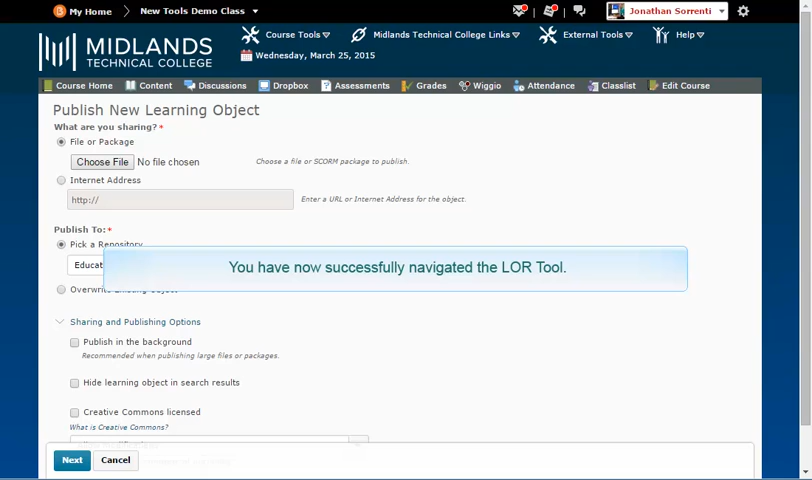 My Home
New Tools Demo Class
Jonathan Sorrenti
MIDLANDS
TECHNICAL COLLEGE
Course Tools
Midlands Technical College Links
External Tools
Help
Wednesday, March 25, 2015
Course Home
Content
Discussions
Dropbox
Assessments
Grades
Wiggio
Attendance
Classlist
Edit Course
Publish New Learning Object
What are you sharing? *
File or Package
Choose File No file chosen
Choose a file or SCORM package to publish.
Internet Address
http://
Enter a URL or Internet Address for the object.
Publish To: *
Pick a Repository
Educat
You have now successfully navigated the LOR Tool.
Overwrite Existing Object
Sharing and Publishing Options
Publish in the background
Recommended when publishing large files or packages.
Hide learning object in search results
Creative Commons licensed
What is Creative Commons?
Next
Cancel